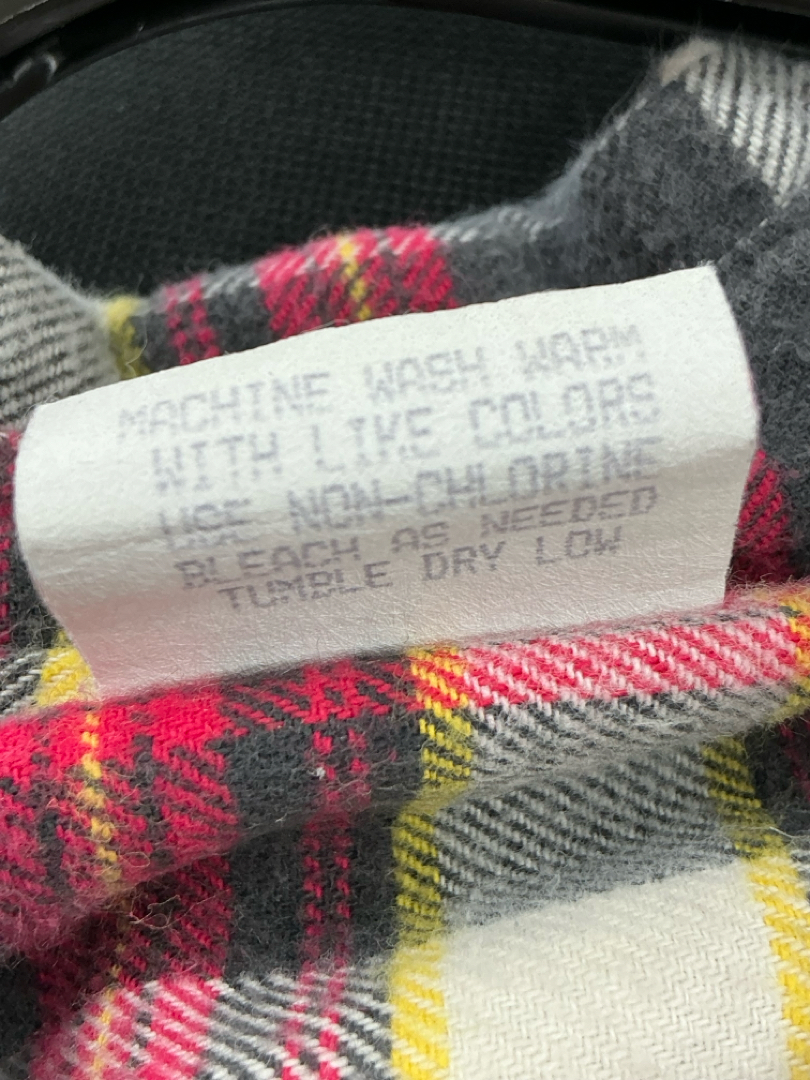 MACHINE WASH WARM
WITH LIKE COLORS
USE NON-CHLORINE
BLEACH AS NEEDED
TUMBLE DRY LOW